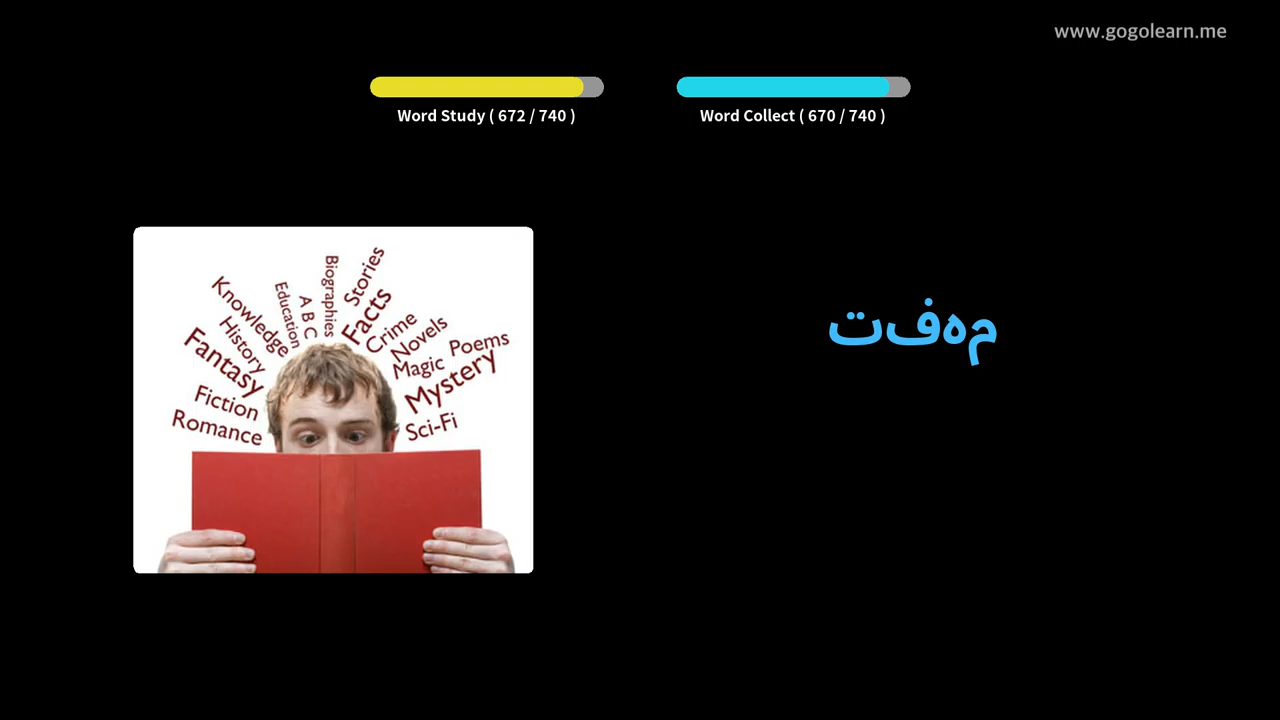 www.gogolearn.me
Word Study ( 672 / 740 )
Word Collect ( 670 / 740 )
Romance
Fiction
Fantasy
History
Knowledge
Education
A B C
Biographies
Stories
Facts
Crime
Novels
Magic
Poems
Mystery
Sci-Fi
مهفت